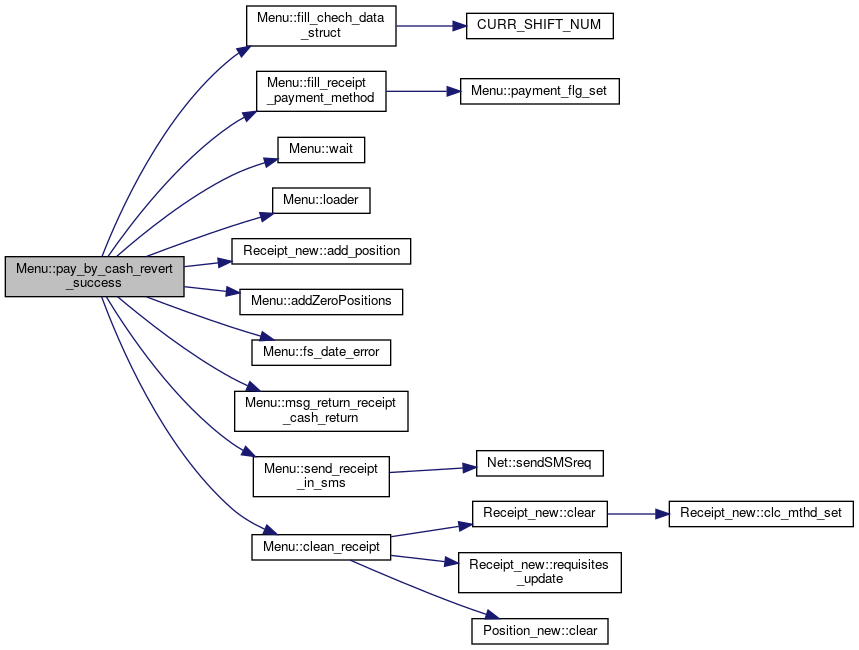 Menu::fill_chech_data
_struct
CURR_SHIFT_NUM
Menu::fill_receipt
_payment_method
Menu::payment_flg_set
Menu::wait
Menu::loader
Receipt_new::add_position
Menu::pay_by_cash_revert
_success
Menu::addZeroPositions
Menu::fs_date_error
Menu::msg_return_receipt
_cash_return
Menu::send_receipt
_in_sms
Net::sendSMSreq
Receipt_new::clear
Receipt_new::clc_mthd_set
Menu::clean_receipt
Receipt_new::requisites
_update
Position_new::clear